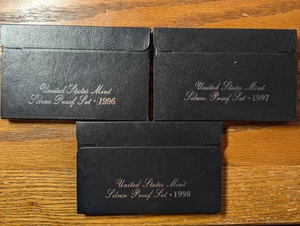 United States Mint
Silver Proof Set • 1996
United States Mint
Silver Proof Set • 1997
United States Mint
Silver Proof Set • 1998